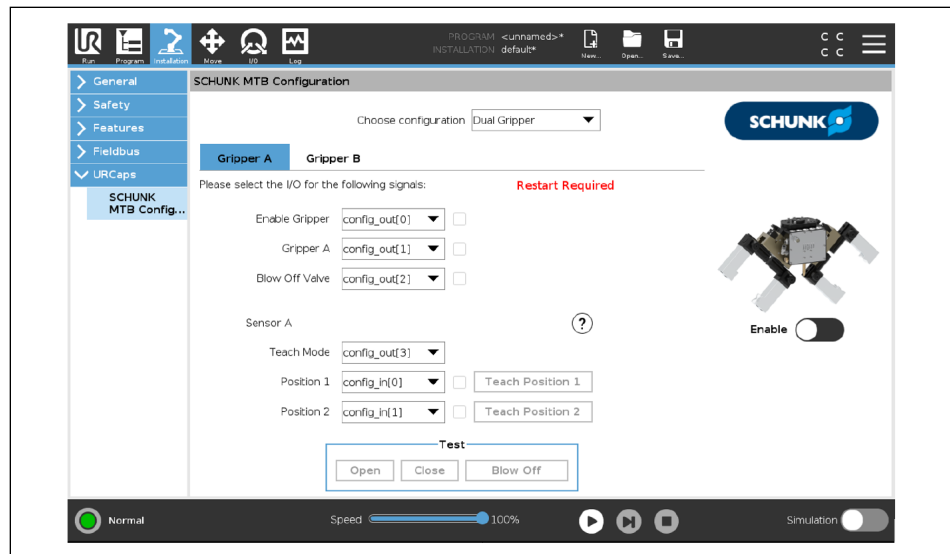 PROGRAM <unnamed>*
INSTALLATION default*
Run Program Installation Move I/O Log New... Open... Save...
C C
C C
General
SCHUNK MTB Configuration
Safety
Features
Fieldbus
URCaps
SCHUNK
MTB Config...
Choose configuration Dual Gripper
SCHUNK
Gripper A Gripper B
Please select the I/O for the following signals: Restart Required
Enable Gripper config_out[0]
Gripper A config_out[1]
Blow Off Valve config_out[2]
Sensor A ?
Enable
Teach Mode config_out[3]
Position 1 config_in[0] Teach Position 1
Position 2 config_in[1] Teach Position 2
Test
Open Close Blow Off
Normal Speed 100% Simulation